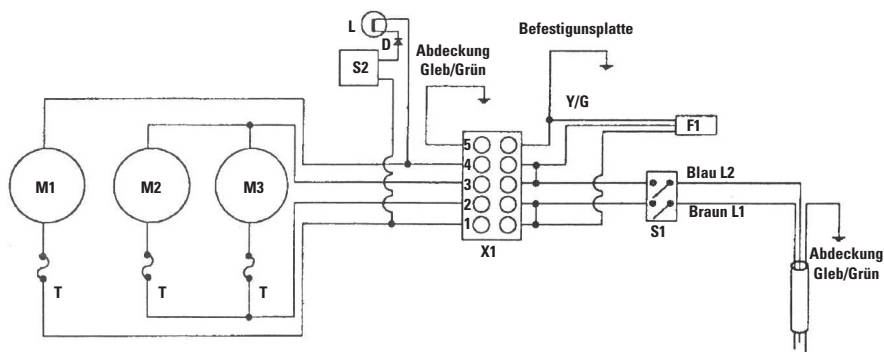 L
D
S2
Abdeckung
Gleb/Grün
Befestigunsplatte
Y/G
F1
5
4
3
2
1
X1
M1
M2
M3
T
T
T
Blau L2
Braun L1
S1
Abdeckung
Gleb/Grün